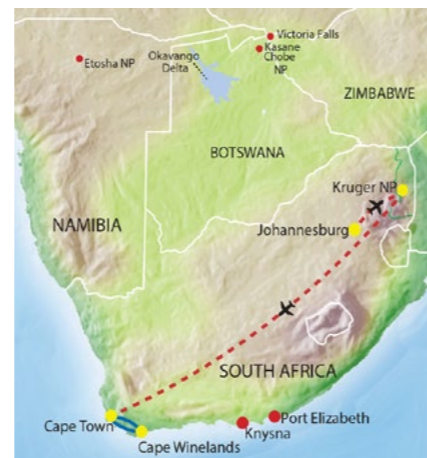 Victoria Falls
Kasane
Chobe
NP
Etosha NP
Okavango
Delta
ZIMBABWE
BOTSWANA
Kruger NP
NAMIBIA
Johannesburg
SOUTH AFRICA
Cape Town
Port Elizabeth
Knysna
Cape Winelands